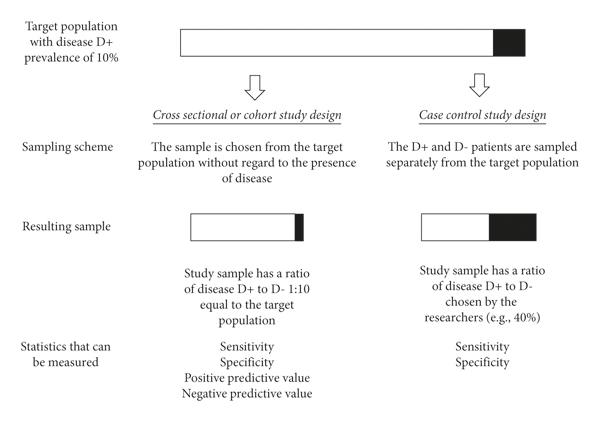 Target population
with disease D+
prevalence of 10%
Cross sectional or cohort study design
Case control study design
Sampling scheme
The sample is chosen from the target
population without regard to the presence
of disease
The D+ and D- patients are sampled
separately from the target population
Resulting sample
Study sample has a ratio
of disease D+ to D- 1:10
equal to the target
population
Study sample has a ratio
of disease D+ to D-
chosen by the
researchers (e.g., 40%)
Statistics that can
be measured
Sensitivity
Specificity
Positive predictive value
Negative predictive value
Sensitivity
Specificity